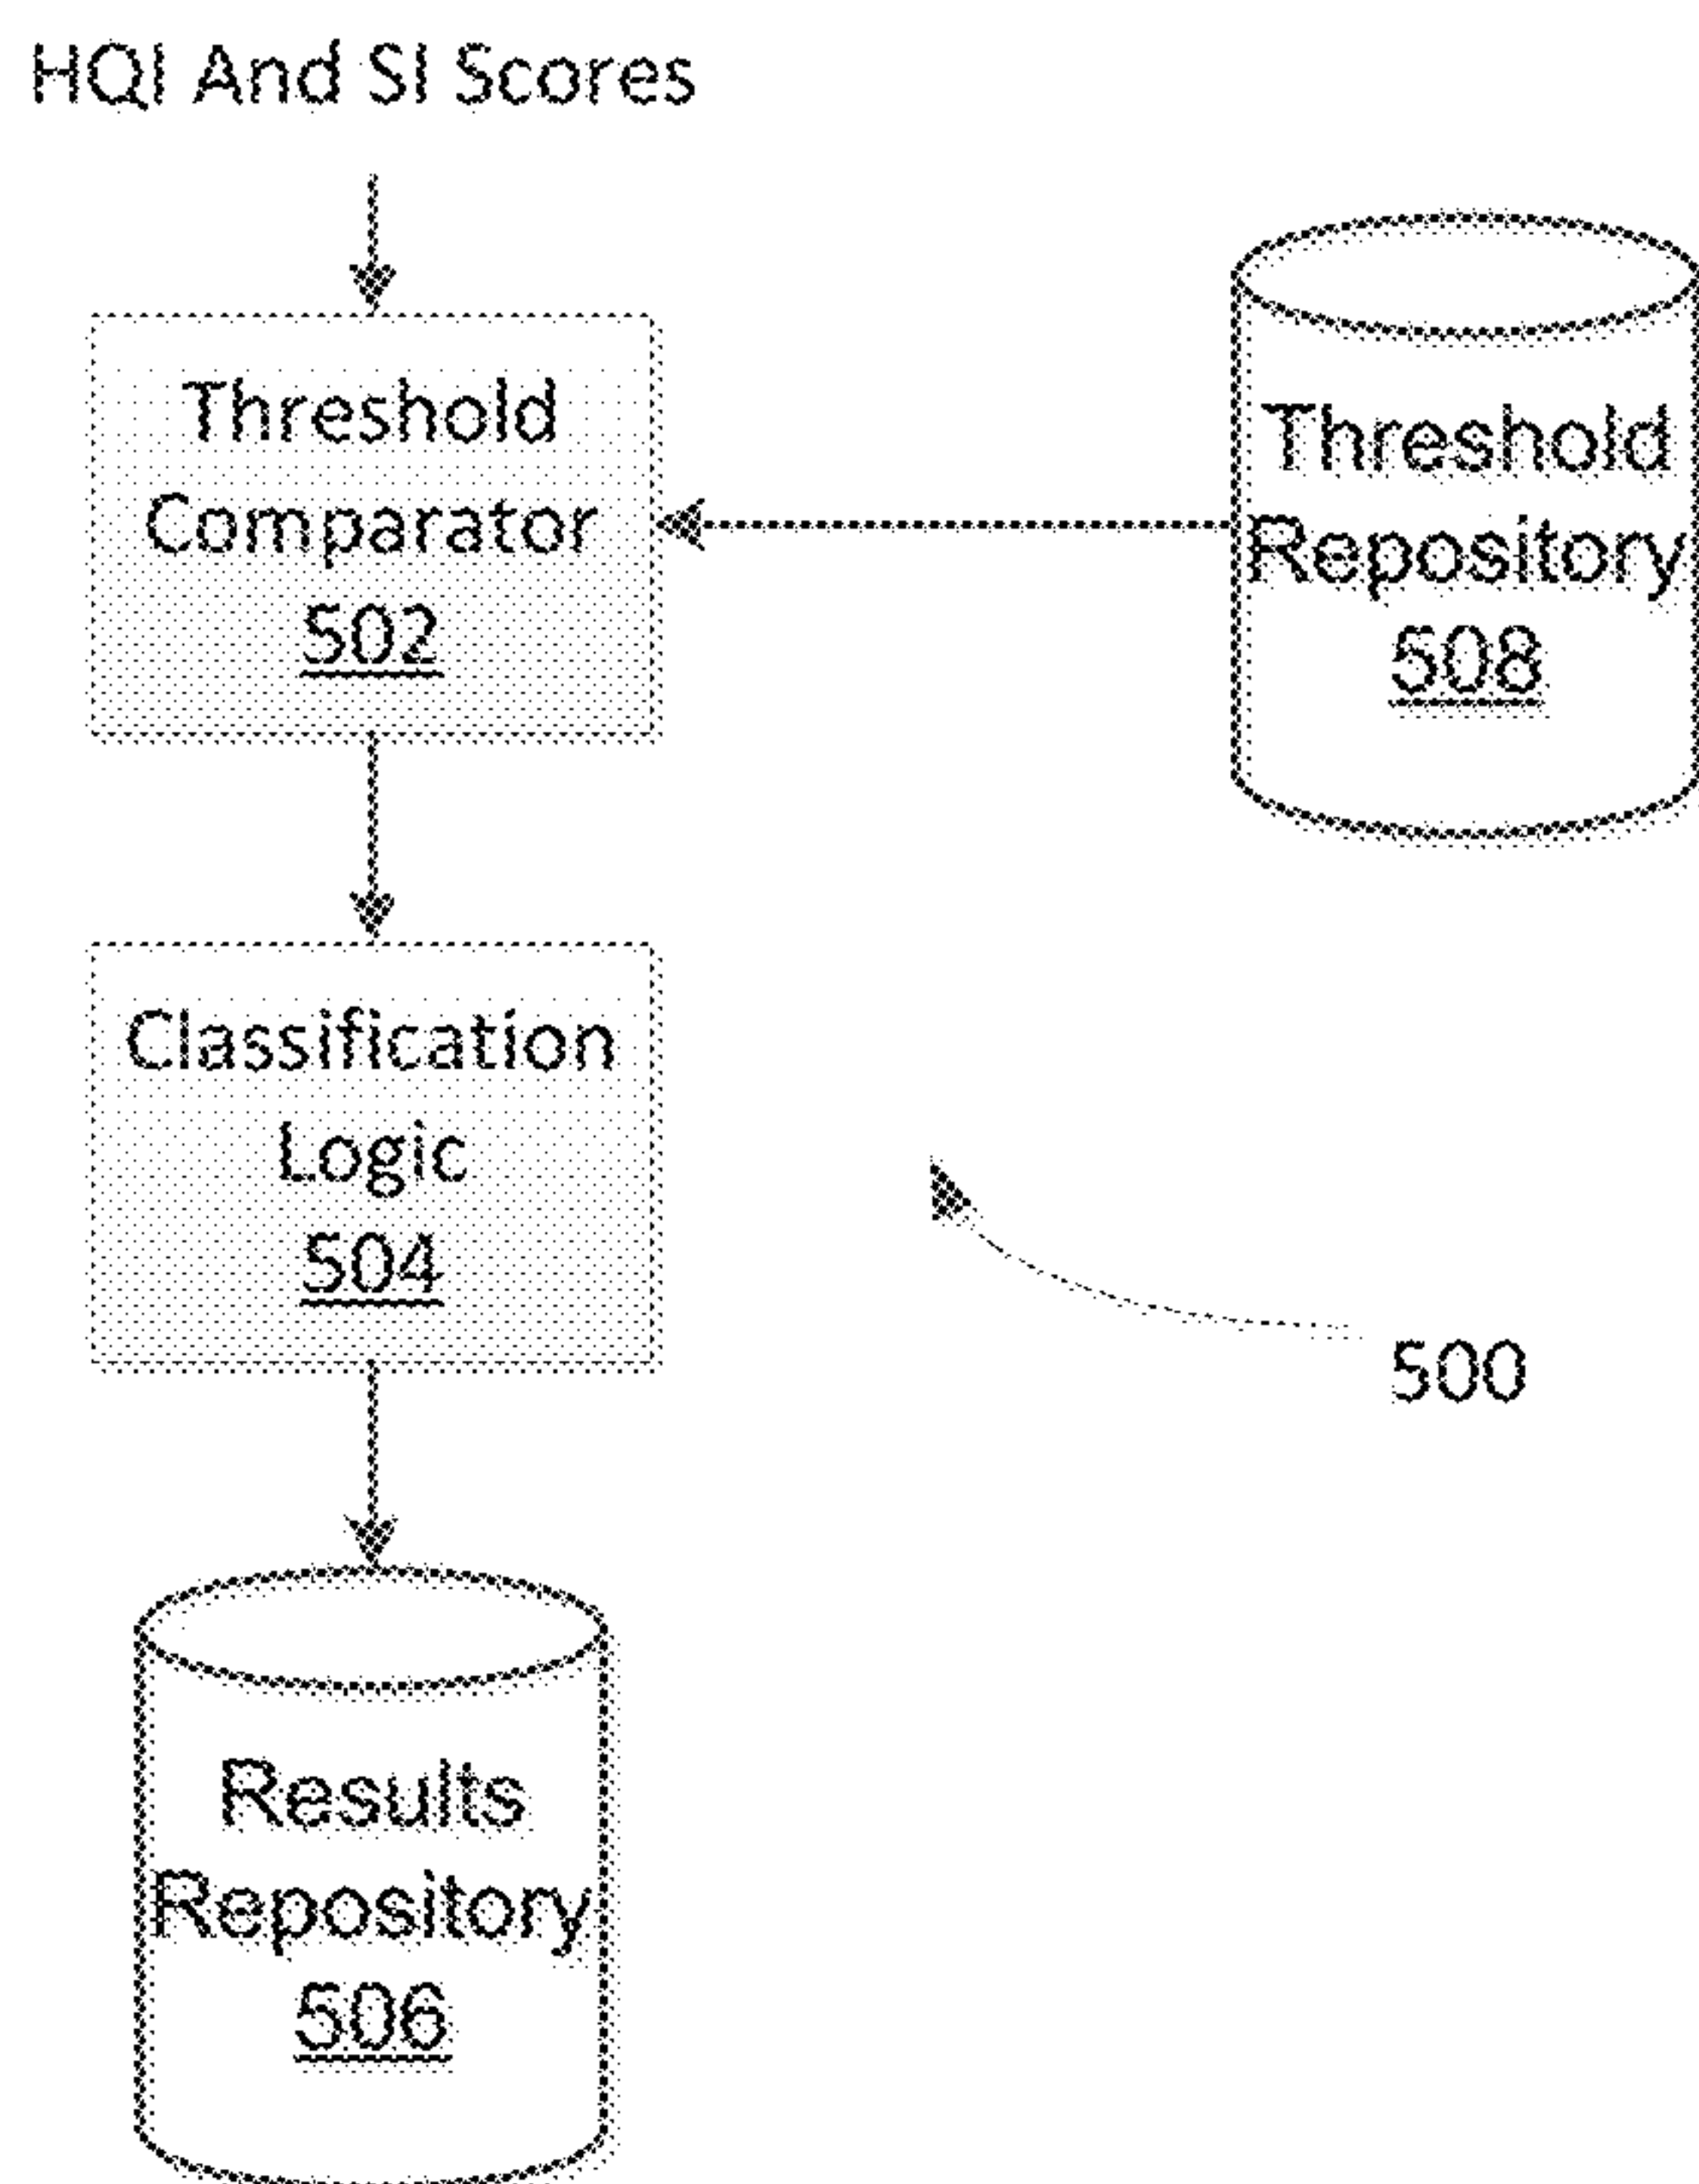 HQI And SI Scores
Threshold
Comparator
502
Threshold
Repository
508
Classification
Logic
504
500
Results
Repository
506